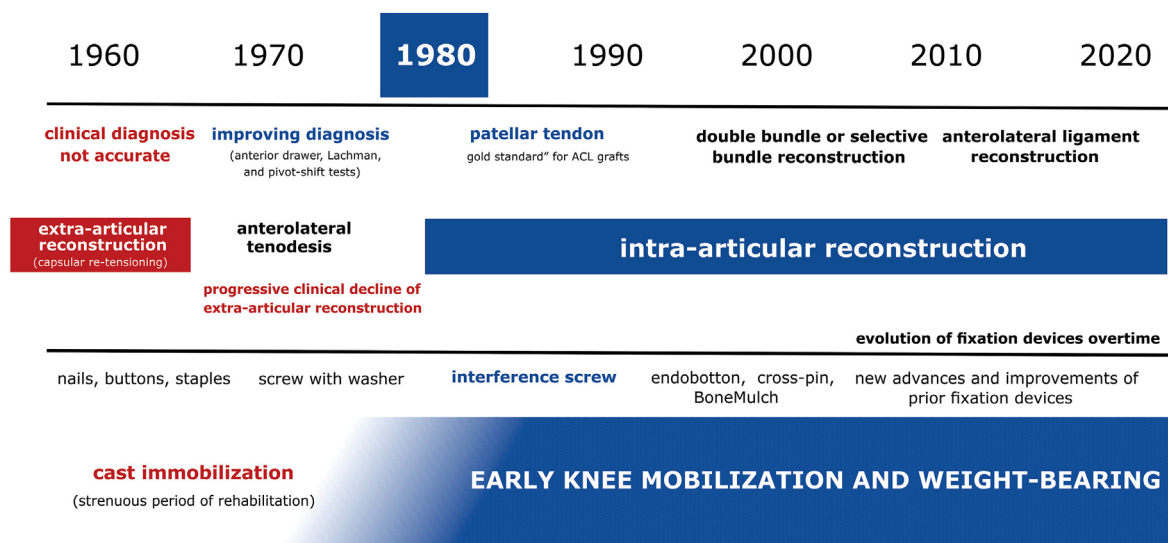 1960 1970 1980 1990 2000 2010 2020
clinical diagnosis
not accurate
improving diagnosis
(anterior drawer, Lachman,
and pivot-shift tests)
patellar tendon
gold standard” for ACL grafts
double bundle or selective
bundle reconstruction
anterolateral ligament
reconstruction
extra-articular
reconstruction
(capsular re-tensioning)
anterolateral
tenodesis
intra-articular reconstruction
progressive clinical decline of
extra-articular reconstruction
evolution of fixation devices overtime
nails, buttons, staples
screw with washer
interference screw
endobotton, cross-pin,
BoneMulch
new advances and improvements of
prior fixation devices
cast immobilization
(strenuous period of rehabilitation)
EARLY KNEE MOBILIZATION AND WEIGHT-BEARING